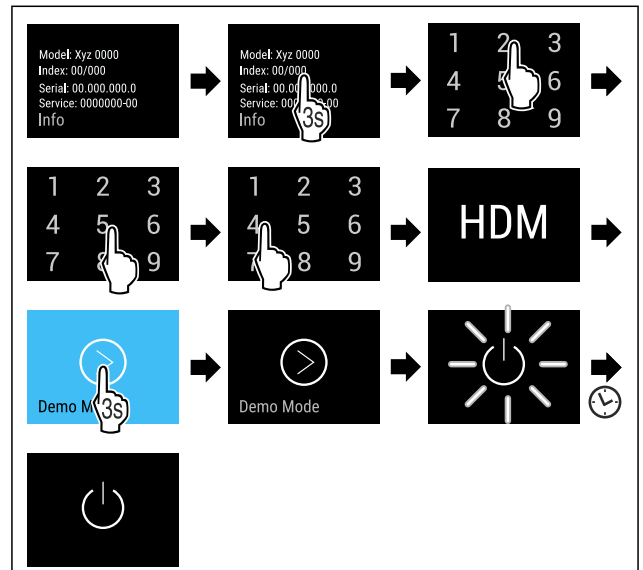 Model: Xyz 0000
Index: 00/000
Serial: 00.000.000.0
Service: 0000000-00
Info
Model: Xyz 0000
Index: 00/000
Serial: 00.000.000.0
Service: 0000000-00
Info
3s
1 2 3
4 5 6
7 8 9
1 2 3
4 5 6
7 8 9
1 2 3
4 5 6
7 8 9
HDM
Demo M
3s
Demo Mode